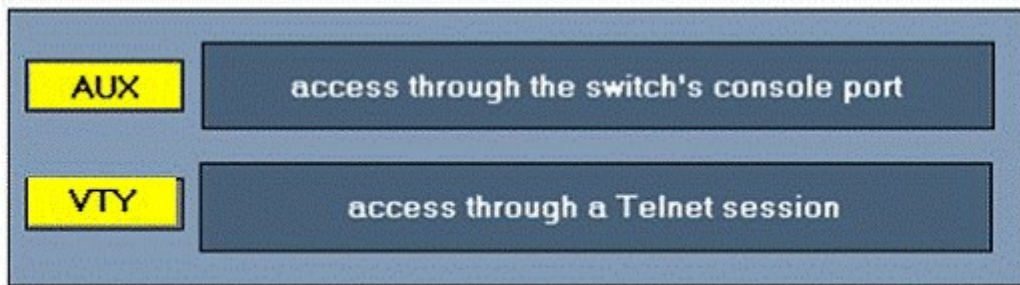 AUX access through the switch's console port
VTY access through a Telnet session